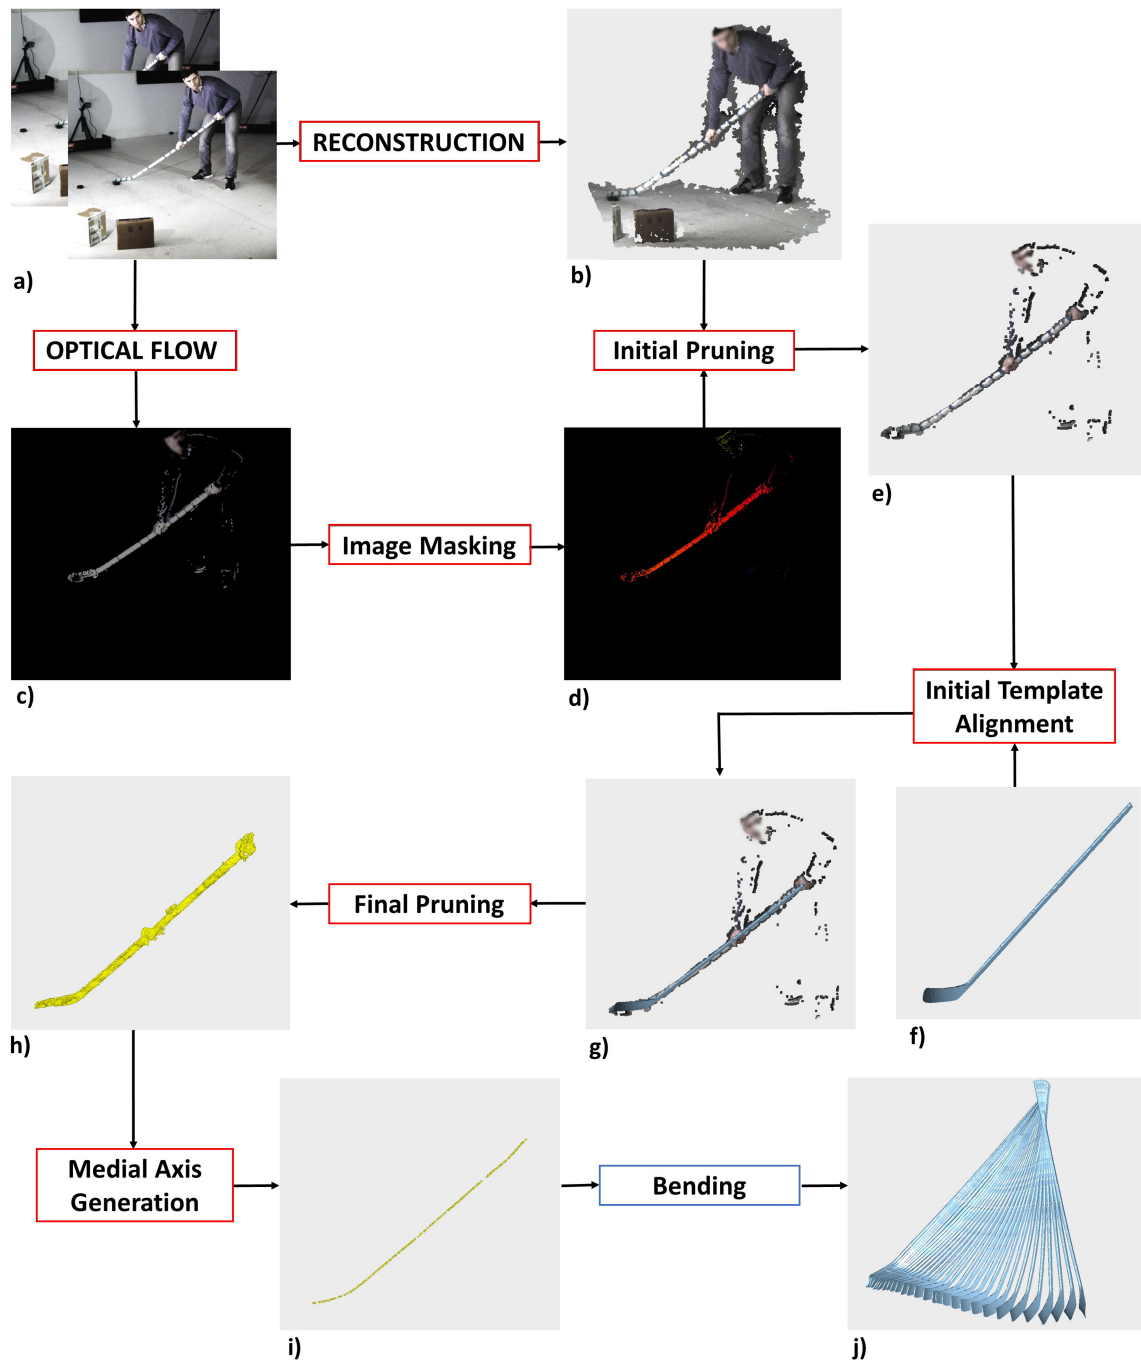 RECONSTRUCTION
a)
b)
OPTICAL FLOW
Initial Pruning
e)
Image Masking
c)
d)
Initial Template
Alignment
Final Pruning
h)
g)
f)
Medial Axis
Generation
Bending
i)
j)